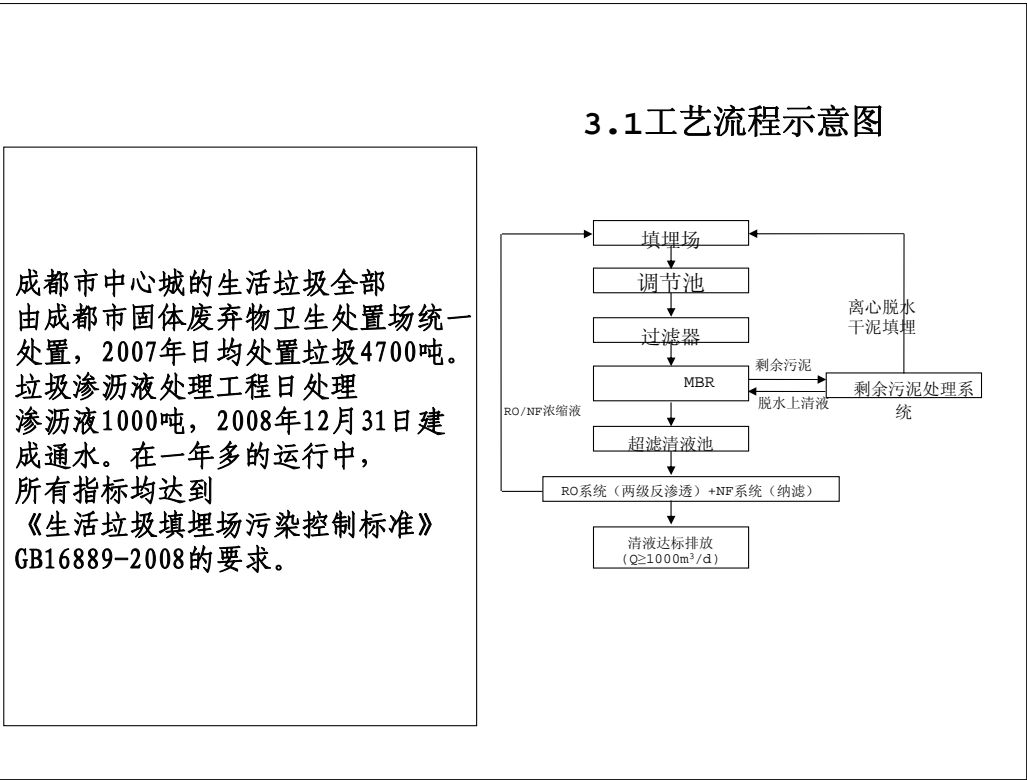 3.1工艺流程示意图
成都市中心城的生活垃圾全部
由成都市固体废弃物卫生处置场统一
处置，2007年日均处置垃圾4700吨。
垃圾渗沥液处理工程日处理
渗沥液1000吨，2008年12月31日建
成通水。在一年多的运行中，
所有指标均达到
《生活垃圾填埋场污染控制标准》
GB16889-2008的要求。
填埋场
调节池
离心脱水
干泥填埋
过滤器
剩余污泥
MBR
剩余污泥处理系
统
脱水上清液
RO/NF浓缩液
超滤清液池
RO系统（两级反渗透）+NF系统（纳滤）
清液达标排放
(Q≥1000m³/d)